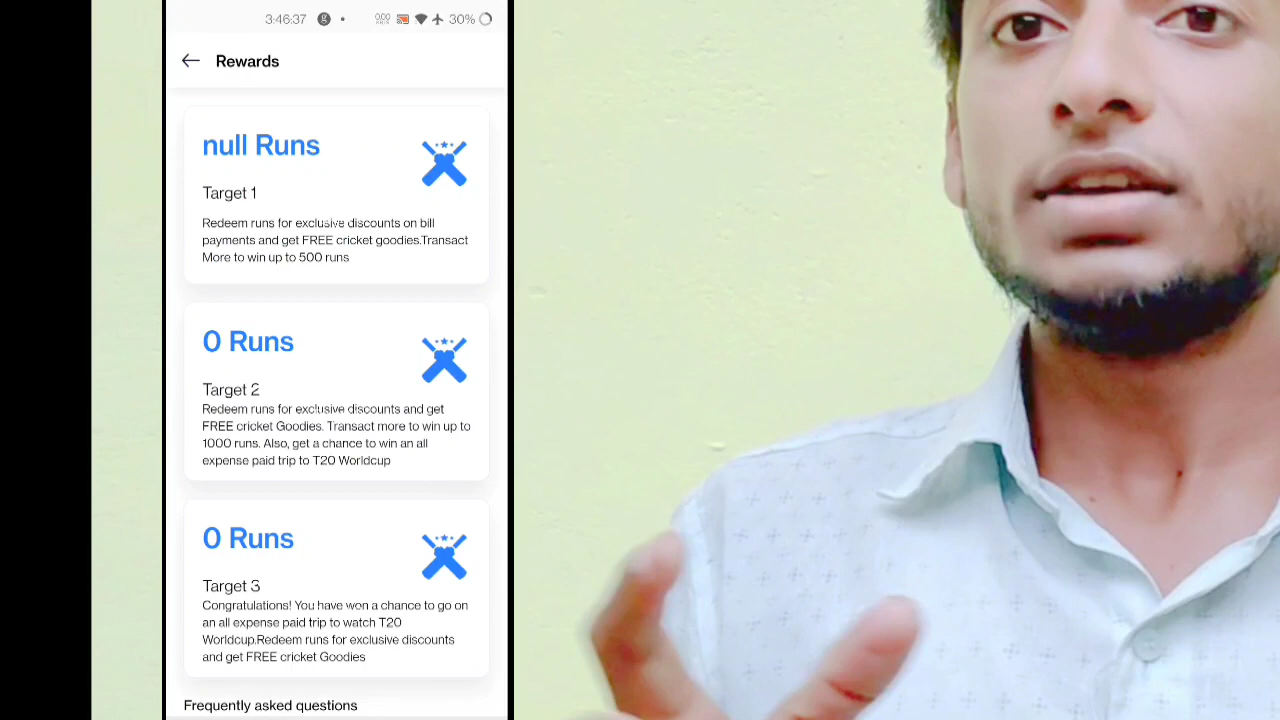 3:46:37
30%
Rewards
null Runs
Target 1
Redeem runs for exclusive discounts on bill
payments and get FREE cricket goodies.Transact
More to win up to 500 runs
0 Runs
Target 2
Redeem runs for exclusive discounts and get
FREE cricket Goodies. Transact more to win up to
1000 runs. Also, get a chance to win an all
expense paid trip to T20 Worldcup
0 Runs
Target 3
Congratulations! You have won a chance to go on
an all expense paid trip to watch T20
Worldcup.Redeem runs for exclusive discounts
and get FREE cricket Goodies
Frequently asked questions